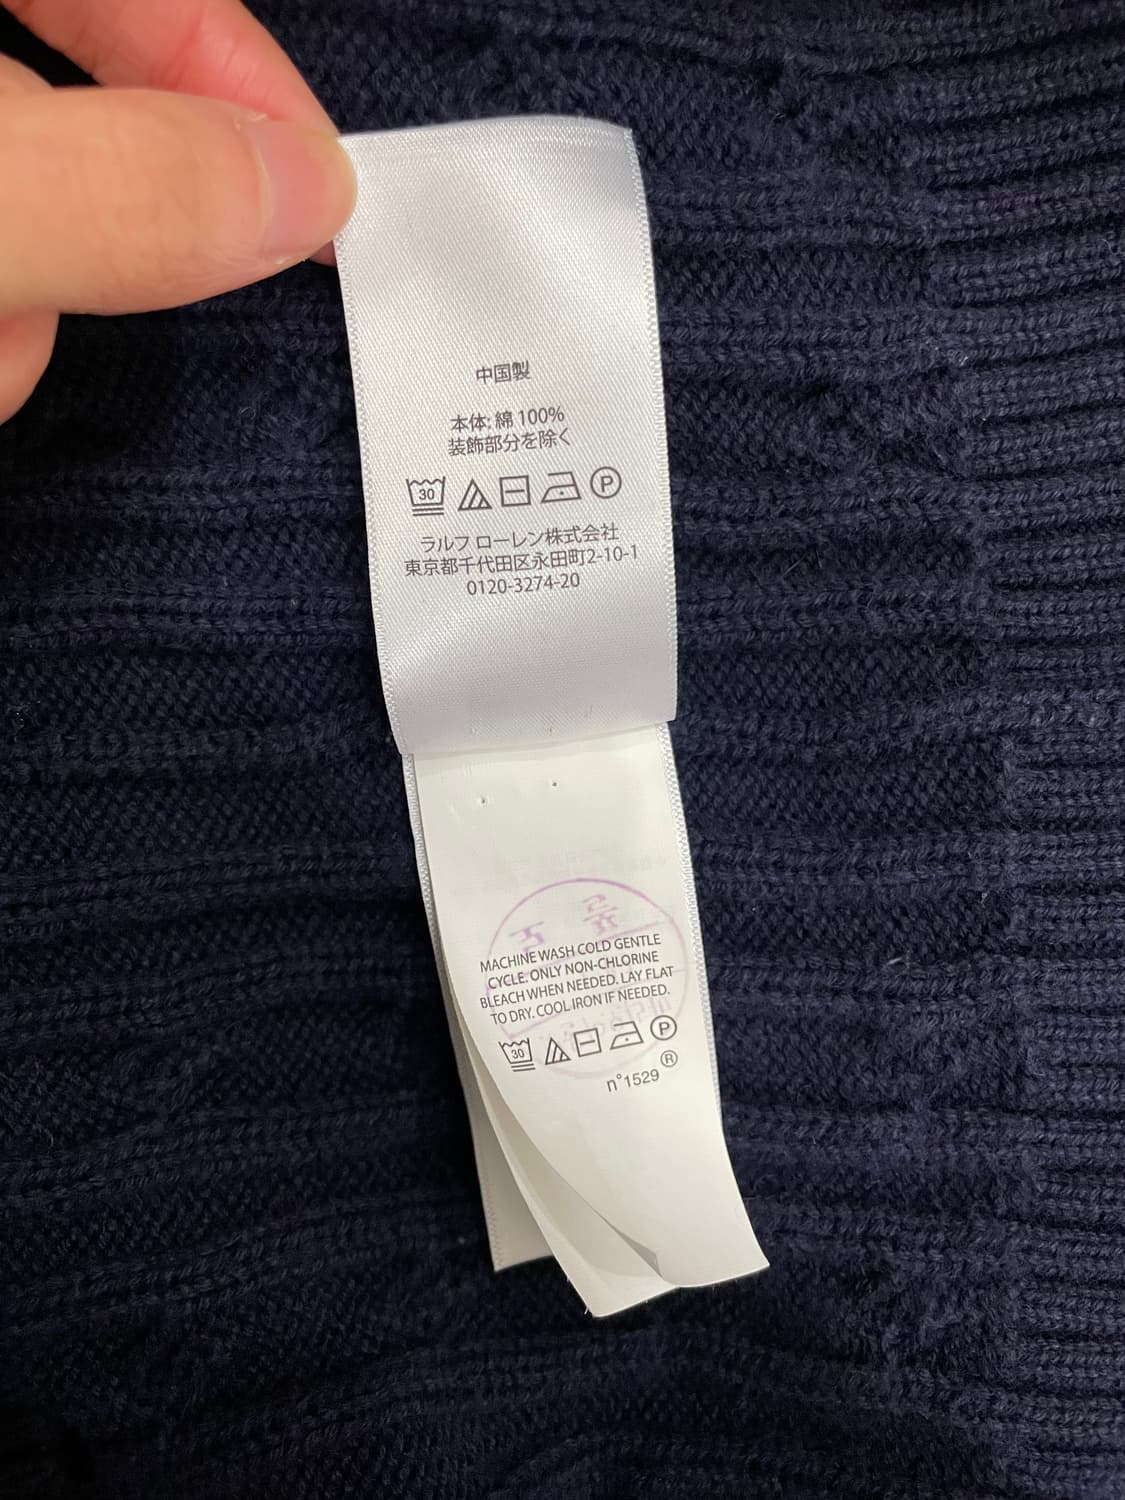 中国製
本体: 綿 100%
装飾部分を除く
30 P
ラルフ ローレン株式会社
東京都千代田区永田町2-10-1
0120-3274-20
MACHINE WASH COLD GENTLE
CYCLE. ONLY NON-CHLORINE
BLEACH WHEN NEEDED. LAY FLAT
TO DRY. COOL IRON IF NEEDED.
30 P
®
n°1529